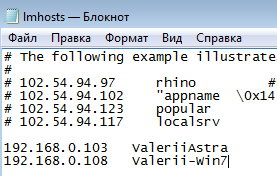 lmhosts — Блокнот
Файл Правка Формат Вид Справка
# The following example illustrate
#
# 102.54.94.97 rhino #
# 102.54.94.102 "appname \0x14
# 102.54.94.123 popular
# 102.54.94.117 localsrv
192.168.0.103 ValeriiAstra
192.168.0.108 Valerii-Win7